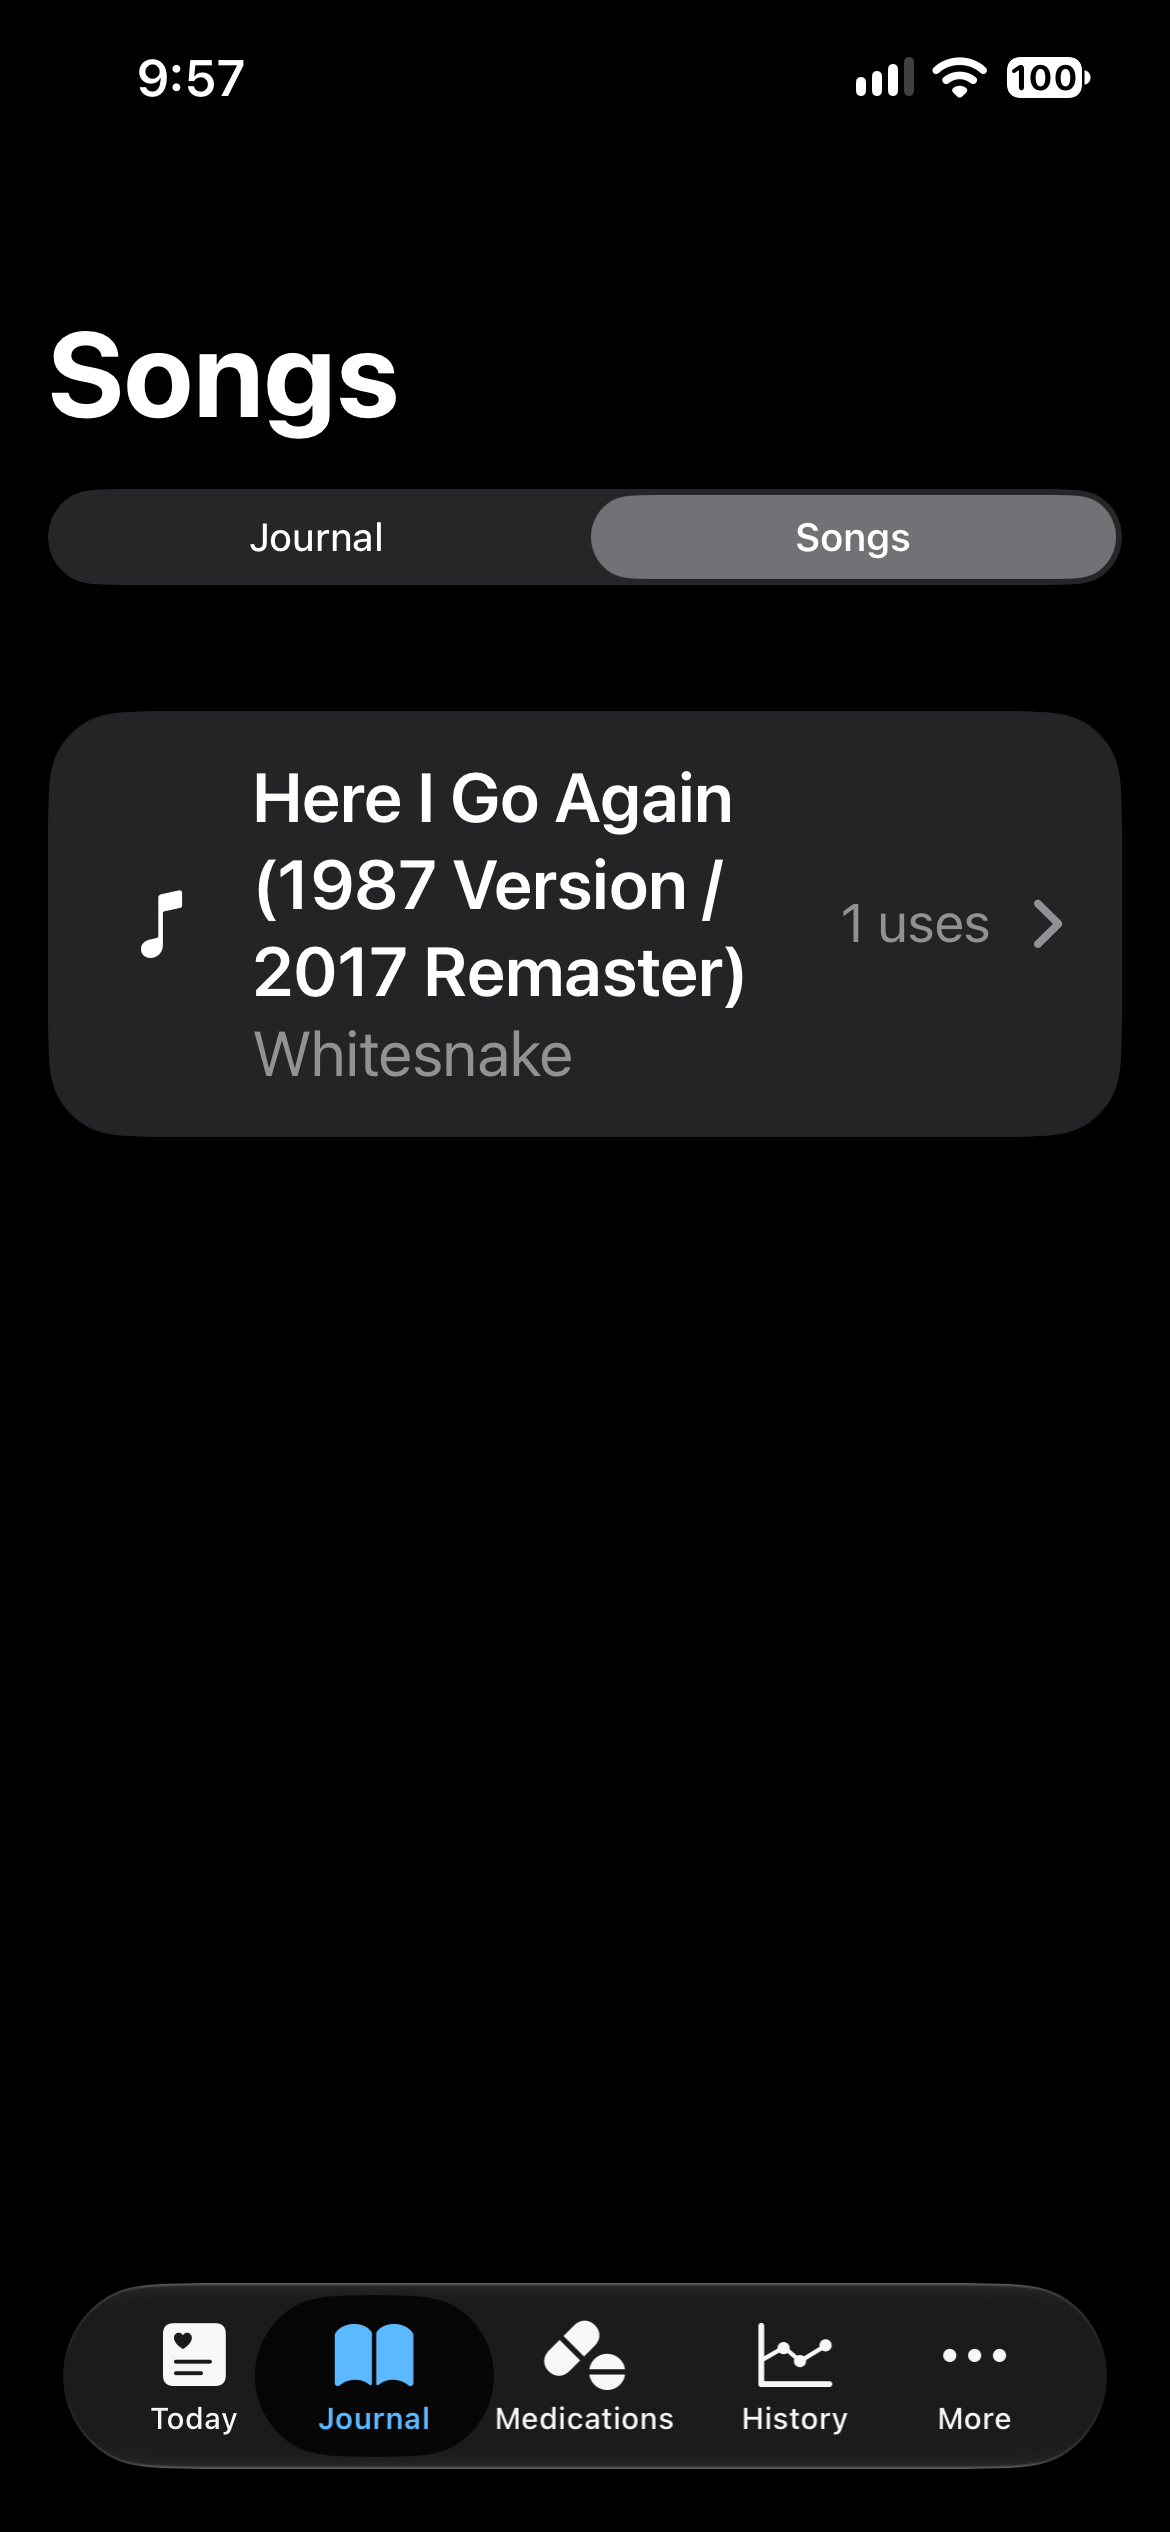 9:57
100
Songs
Journal
Songs
Here I Go Again
(1987 Version /
2017 Remaster)
Whitesnake
1 uses
Today
Journal
Medications
History
More